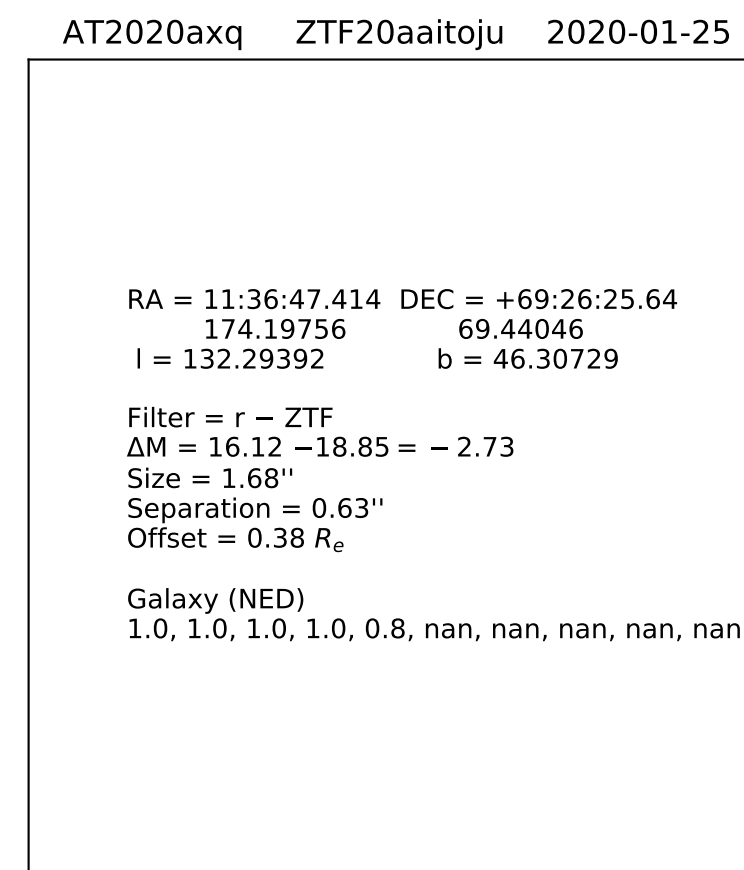 AT2020axq ZTF20aaitoju 2020-01-25
RA = 11:36:47.414 DEC = +69:26:25.64
174.19756 69.44046
l = 132.29392 b = 46.30729
Filter = r − ZTF
ΔM = 16.12 −18.85 = − 2.73
Size = 1.68''
Separation = 0.63''
Offset = 0.38 Re
Galaxy (NED)
1.0, 1.0, 1.0, 1.0, 0.8, nan, nan, nan, nan, nan